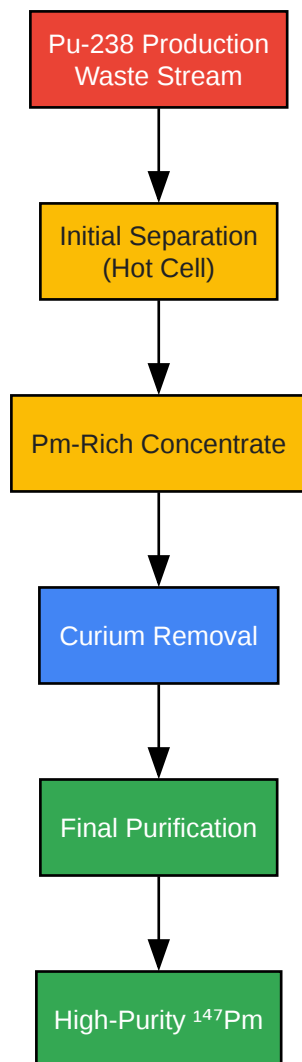 Pu-238 Production
Waste Stream
Initial Separation
(Hot Cell)
Pm-Rich Concentrate
Curium Removal
Final Purification
High-Purity ¹⁴⁷Pm